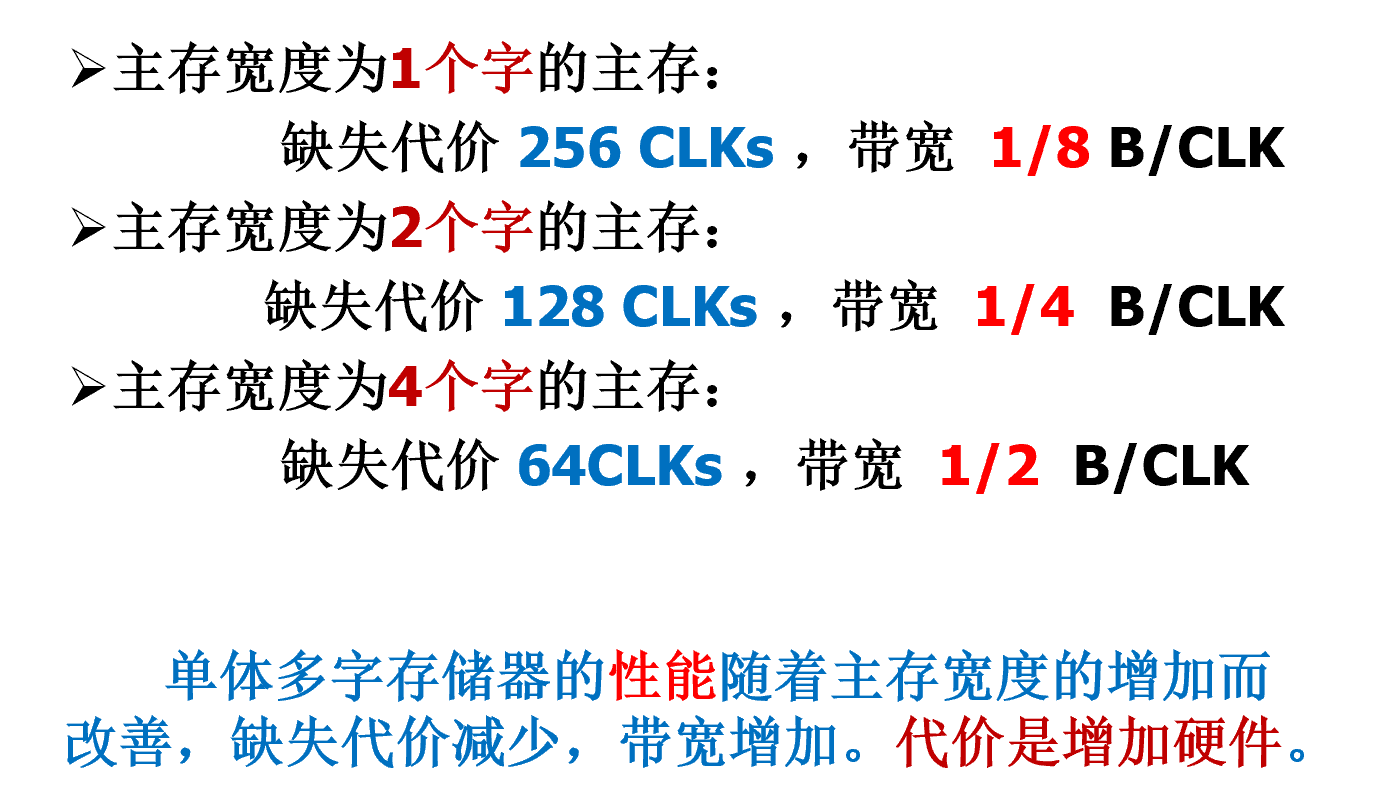 ➢主存宽度为1个字的主存：
缺失代价 256 CLKs ，带宽 1/8 B/CLK
➢主存宽度为2个字的主存：
缺失代价 128 CLKs ，带宽 1/4 B/CLK
➢主存宽度为4个字的主存：
缺失代价 64CLKs ，带宽 1/2 B/CLK
单体多字存储器的性能随着主存宽度的增加而
改善，缺失代价减少，带宽增加。代价是增加硬件。